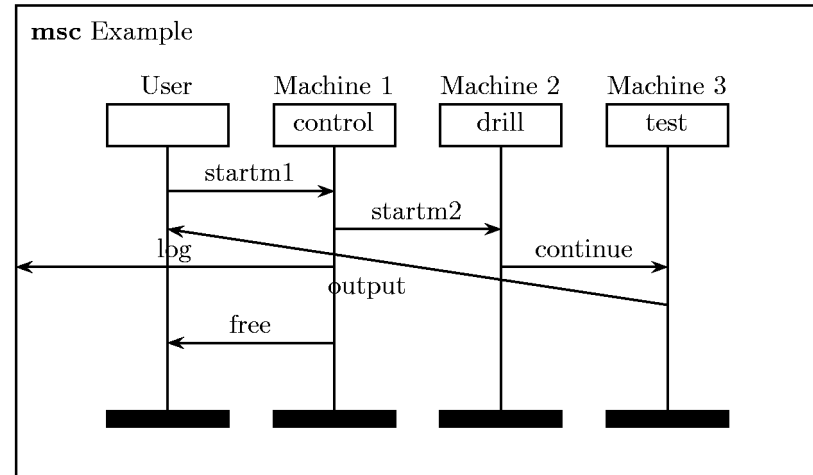 msc Example
User
Machine 1
Machine 2
Machine 3
control
drill
test
startm1
startm2
log
continue
output
free